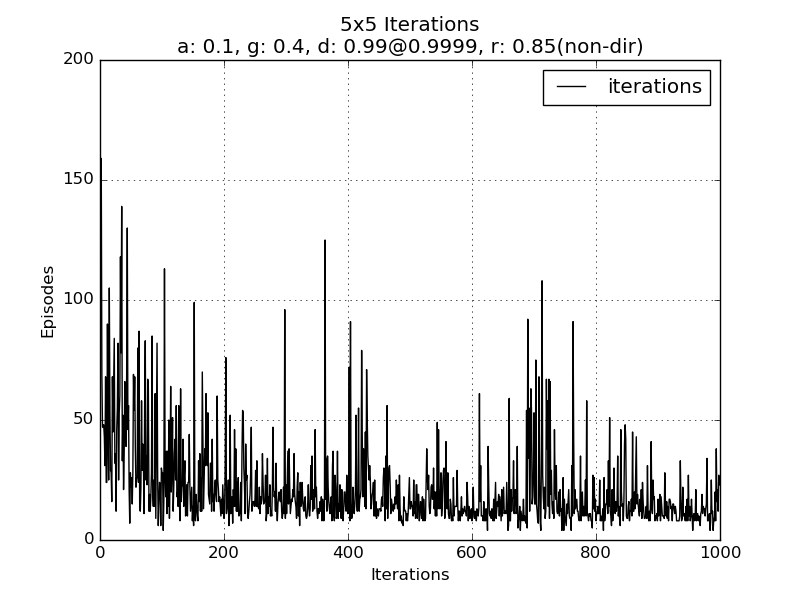 5x5 Iterations
a: 0.1, g: 0.4, d: 0.99@0.9999, r: 0.85(non-dir)
200
iterations
150
Episodes
100
50
0
0 200 400 600 800 1000
Iterations